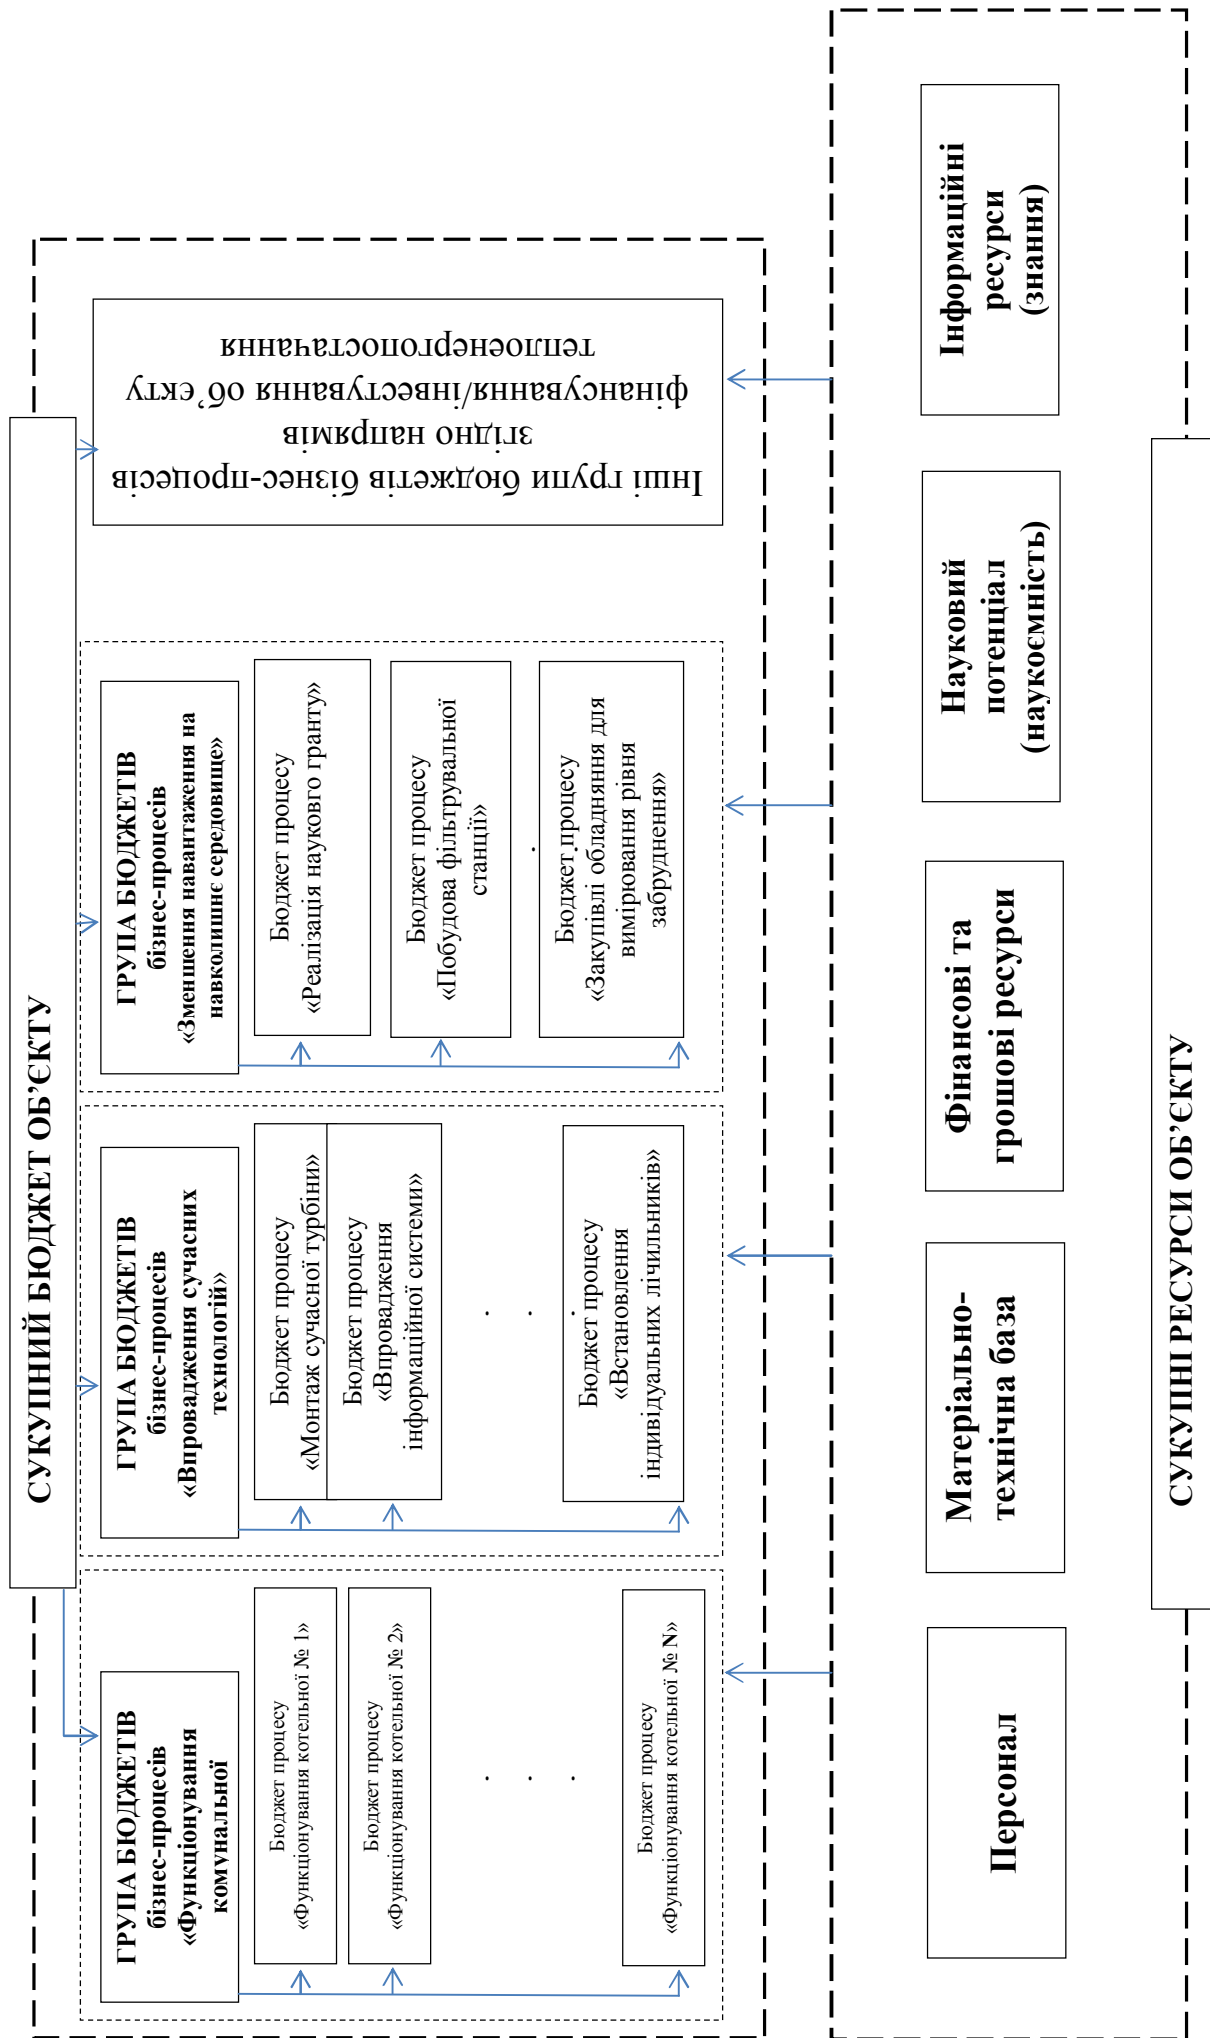 СУКУПНИЙ БЮДЖЕТ ОБ’ЄКТУ
ГРУПА БЮДЖЕТІВ
бізнес-процесів
«Функціонування
комунальної
Бюджет процесу
«Функціонування котельної № 1»
Бюджет процесу
«Функціонування котельної № 2»
. . .
Бюджет процесу
«Функціонування котельної № N»
ГРУПА БЮДЖЕТІВ
бізнес-процесів
«Впровадження сучасних
технологій»
Бюджет процесу
«Монтаж сучасної турбіни»
Бюджет процесу
«Впровадження
інформаційної системи»
. . .
Бюджет процесу
«Встановлення
індивідуальних лічильників»
ГРУПА БЮДЖЕТІВ
бізнес-процесів
«Зменшення навантаження на
навколишнє середовище»
Бюджет процесу
«Реалізація наукового гранту»
Бюджет процесу
«Побудова фільтрувальної
станції»
. . .
Бюджет процесу
«Закупівлі обладняння для
вимірювання рівня
забруднення»
Інші групи бюджетів бізнес-процесів
згідно напрямів
фінансування/інвестування об’єкту
теплоенергопостачання
Персонал
Матеріально-
технічна база
Фінансові та
грошові ресурси
Науковий
потенціал
(наукоємність)
Інформаційні
ресурси
(знання)
СУКУПНІ РЕСУРСИ ОБ’ЄКТУ